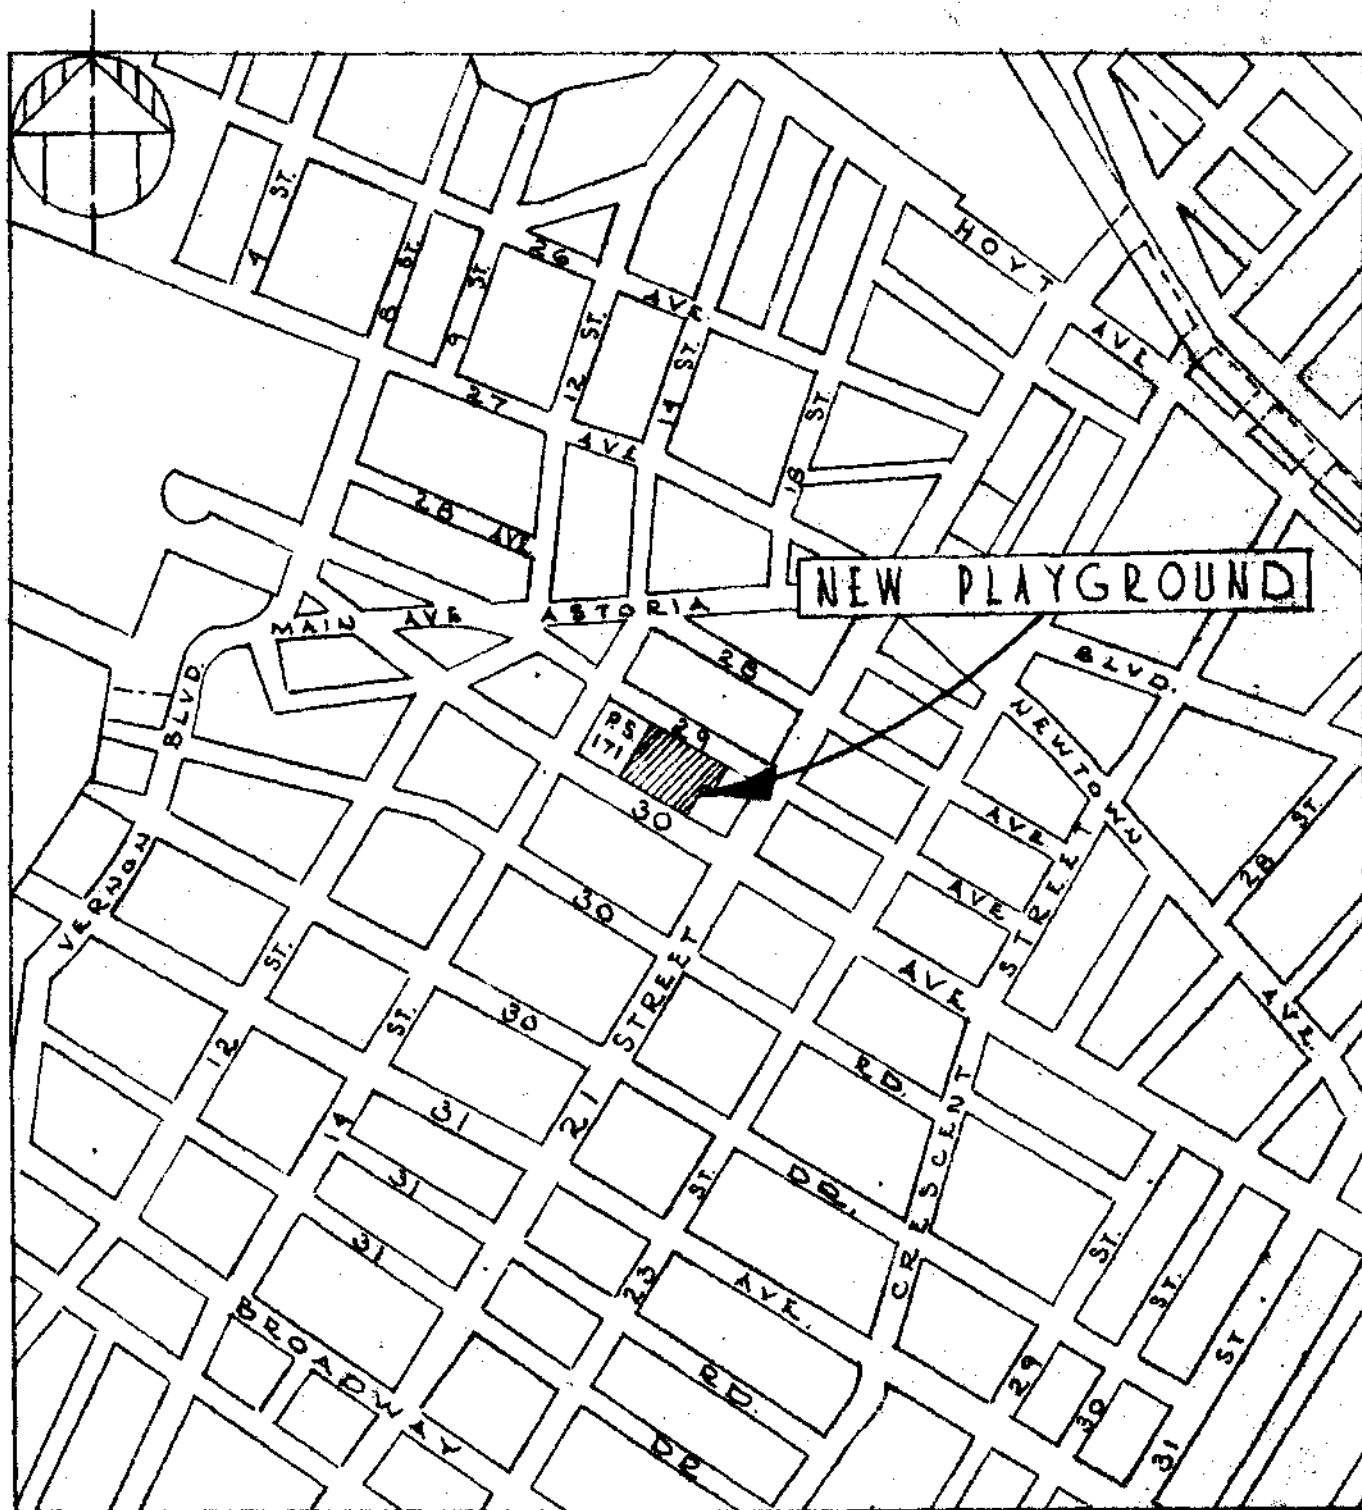 HOYT
AVE
4 ST.
8 ST.
9 ST.
26
AVE.
12 ST.
14 ST.
18 ST.
27
AVE
28
AVE
MAIN AVE
ASTORIA
BLVD.
NEW PLAYGROUND
28
P.S.
171
29
30
VERNON
BLVD.
NEWTOWN
AVE.
AVE
AVE
STREET
28 ST.
30
AVE.
30
RD.
21 STREET
12 ST.
14 ST.
31
DR.
31
AVE.
31
RD.
23 ST.
CRESCENT
29 ST.
30 ST.
31 ST
BROADWAY
DR